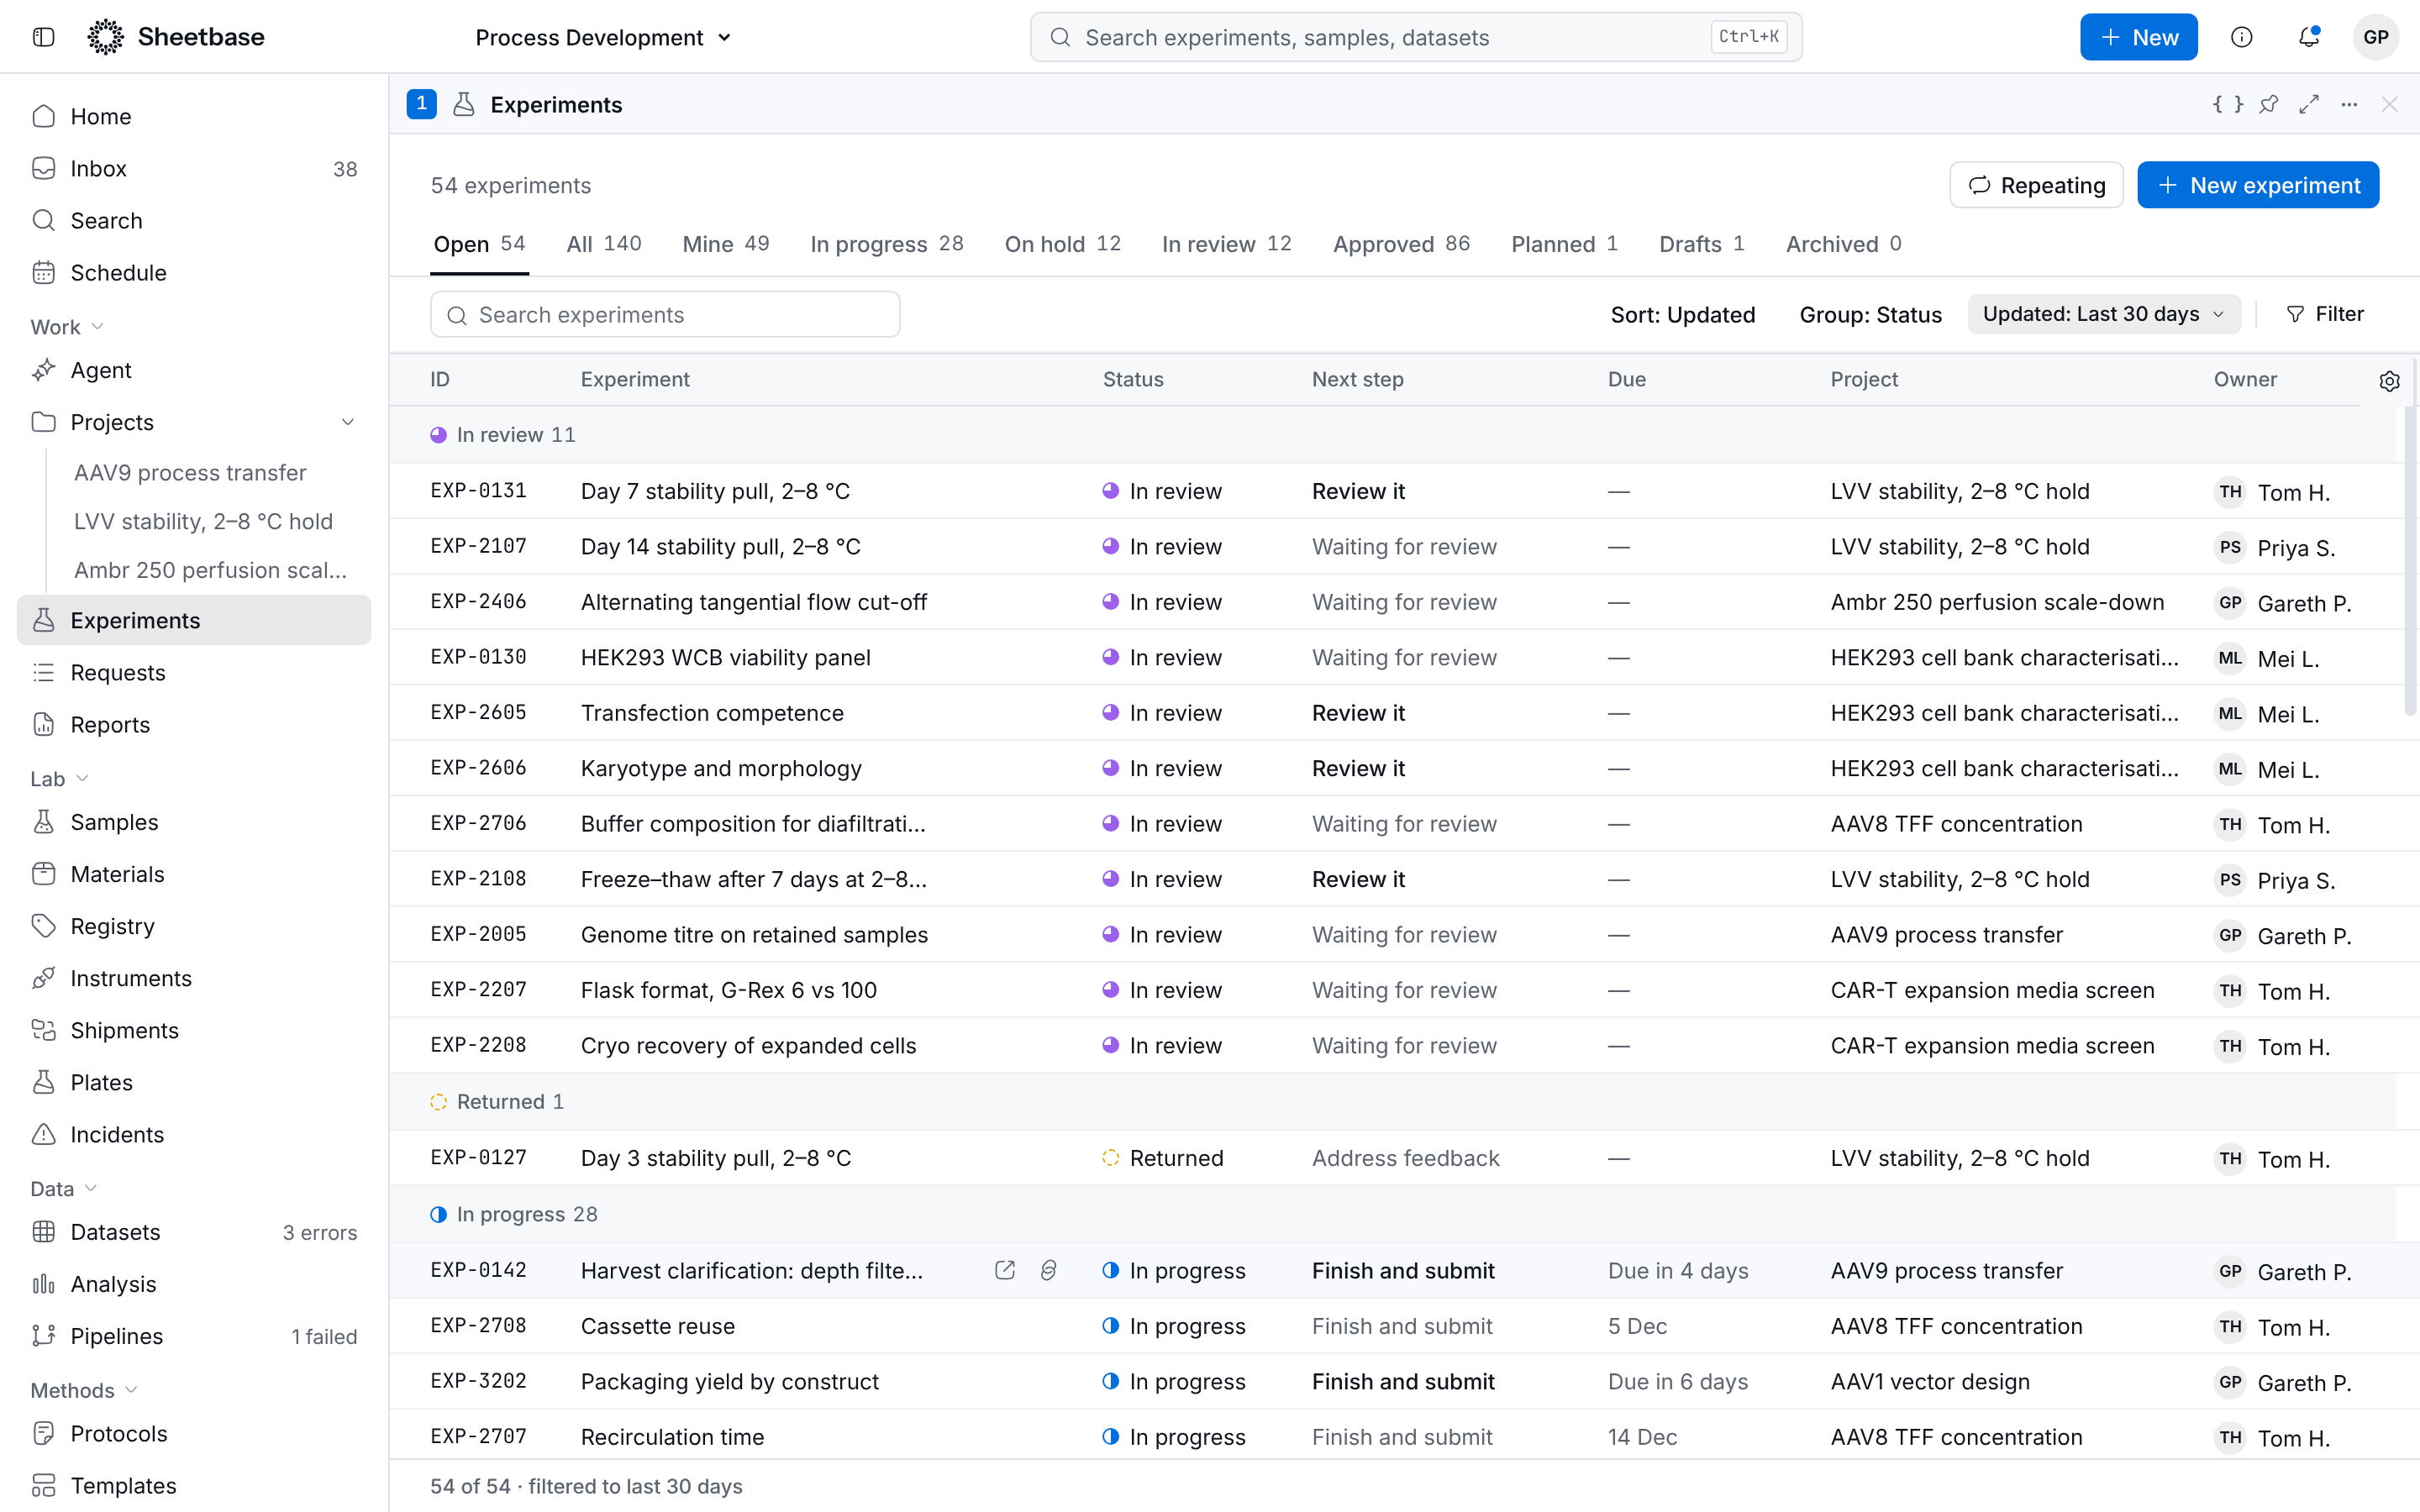 Sheetbase
Process Development
Search experiments, samples, datasets
Ctrl+K
+ New
GP
Home
Inbox 38
Search
Schedule
Work
Agent
Projects
AAV9 process transfer
LVV stability, 2–8 °C hold
Ambr 250 perfusion scal...
Experiments
Requests
Reports
Lab
Samples
Materials
Registry
Instruments
Shipments
Plates
Incidents
Data
Datasets 3 errors
Analysis
Pipelines 1 failed
Methods
Protocols
Templates
1 Experiments
{ }
54 experiments
Repeating
+ New experiment
Open 54 All 140 Mine 49 In progress 28 On hold 12 In review 12 Approved 86 Planned 1 Drafts 1 Archived 0
Search experiments
Sort: Updated Group: Status Updated: Last 30 days Filter
ID Experiment Status Next step Due Project Owner
In review 11
EXP-0131 Day 7 stability pull, 2–8 °C In review Review it — LVV stability, 2–8 °C hold TH Tom H.
EXP-2107 Day 14 stability pull, 2–8 °C In review Waiting for review — LVV stability, 2–8 °C hold PS Priya S.
EXP-2406 Alternating tangential flow cut-off In review Waiting for review — Ambr 250 perfusion scale-down GP Gareth P.
EXP-0130 HEK293 WCB viability panel In review Waiting for review — HEK293 cell bank characterisati... ML Mei L.
EXP-2605 Transfection competence In review Review it — HEK293 cell bank characterisati... ML Mei L.
EXP-2606 Karyotype and morphology In review Review it — HEK293 cell bank characterisati... ML Mei L.
EXP-2706 Buffer composition for diafiltrati... In review Waiting for review — AAV8 TFF concentration TH Tom H.
EXP-2108 Freeze–thaw after 7 days at 2–8... In review Review it — LVV stability, 2–8 °C hold PS Priya S.
EXP-2005 Genome titre on retained samples In review Waiting for review — AAV9 process transfer GP Gareth P.
EXP-2207 Flask format, G-Rex 6 vs 100 In review Waiting for review — CAR-T expansion media screen TH Tom H.
EXP-2208 Cryo recovery of expanded cells In review Waiting for review — CAR-T expansion media screen TH Tom H.
Returned 1
EXP-0127 Day 3 stability pull, 2–8 °C Returned Address feedback — LVV stability, 2–8 °C hold TH Tom H.
In progress 28
EXP-0142 Harvest clarification: depth filte... In progress Finish and submit Due in 4 days AAV9 process transfer GP Gareth P.
EXP-2708 Cassette reuse In progress Finish and submit 5 Dec AAV8 TFF concentration TH Tom H.
EXP-3202 Packaging yield by construct In progress Finish and submit Due in 6 days AAV1 vector design GP Gareth P.
EXP-2707 Recirculation time In progress Finish and submit 14 Dec AAV8 TFF concentration TH Tom H.
54 of 54 · filtered to last 30 days